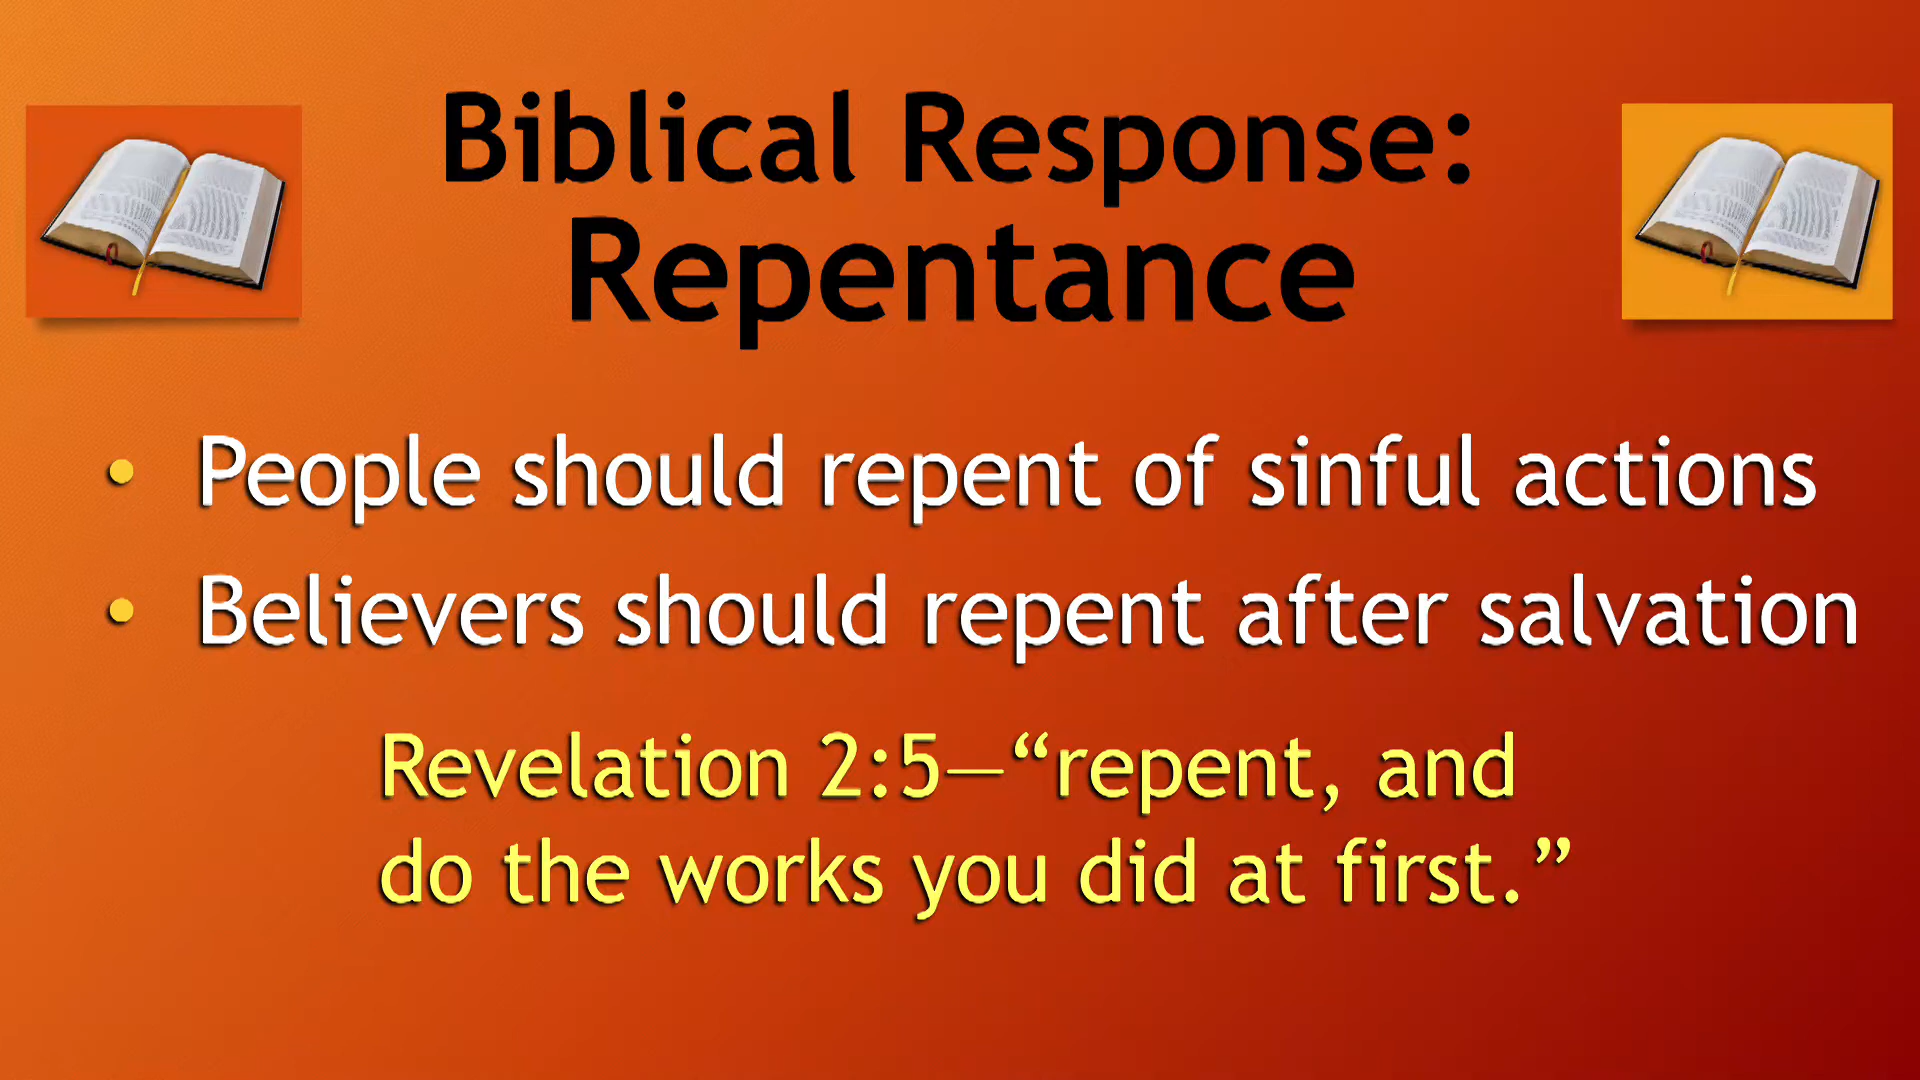 Biblical Response:
Repentance
• People should repent of sinful actions
• Believers should repent after salvation
Revelation 2:5—“repent, and
do the works you did at first.”